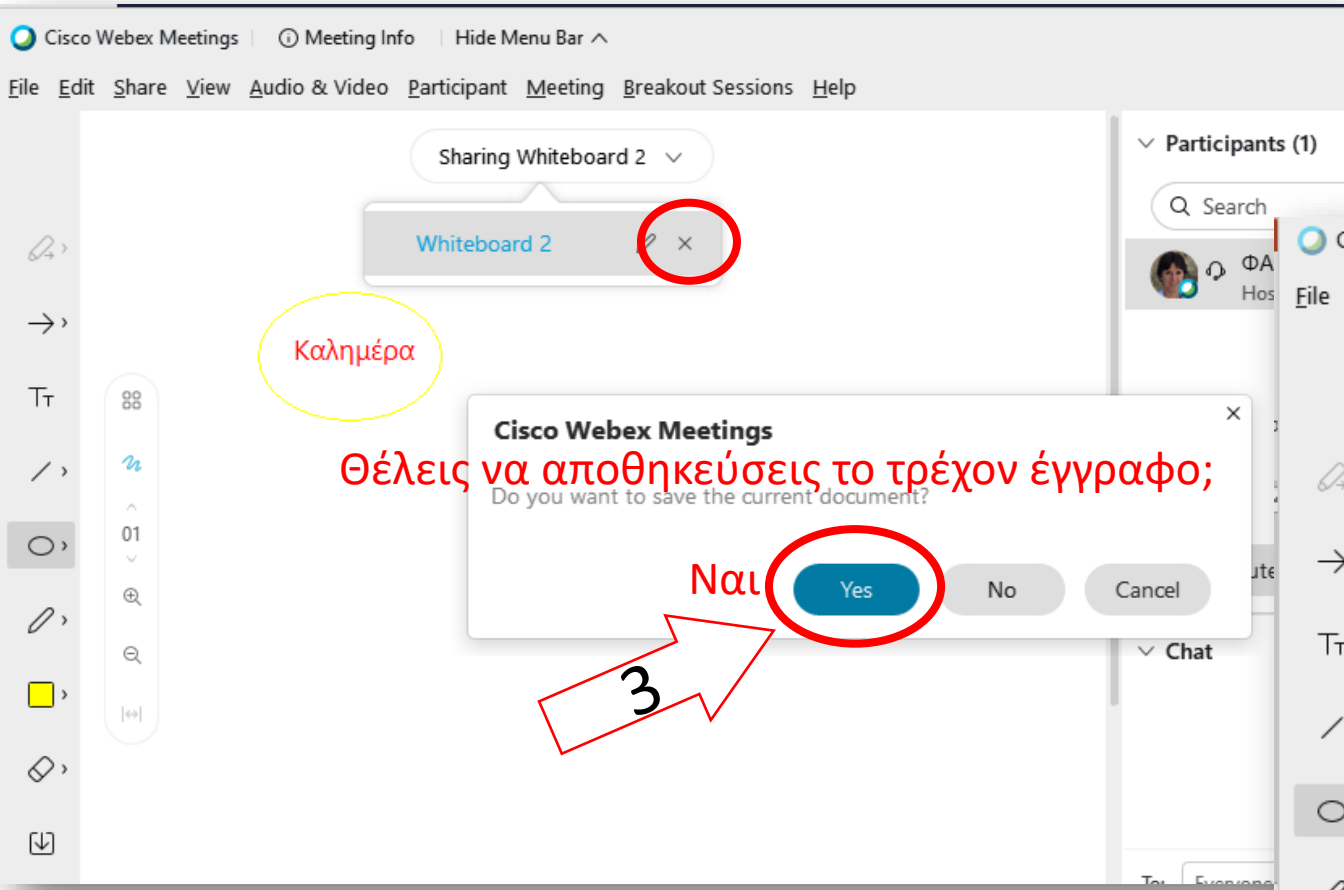 Cisco Webex Meetings
Meeting Info
Hide Menu Bar
File Edit Share View Audio & Video Participant Meeting Breakout Sessions Help
Sharing Whiteboard 2
Participants (1)
Search
Whiteboard 2
File
Καλημέρα
Cisco Webex Meetings
Θέλεις να αποθηκεύσεις το τρέχον έγγραφο;
Do you want to save the current document?
01
Ναι
Yes No Cancel
Chat
3